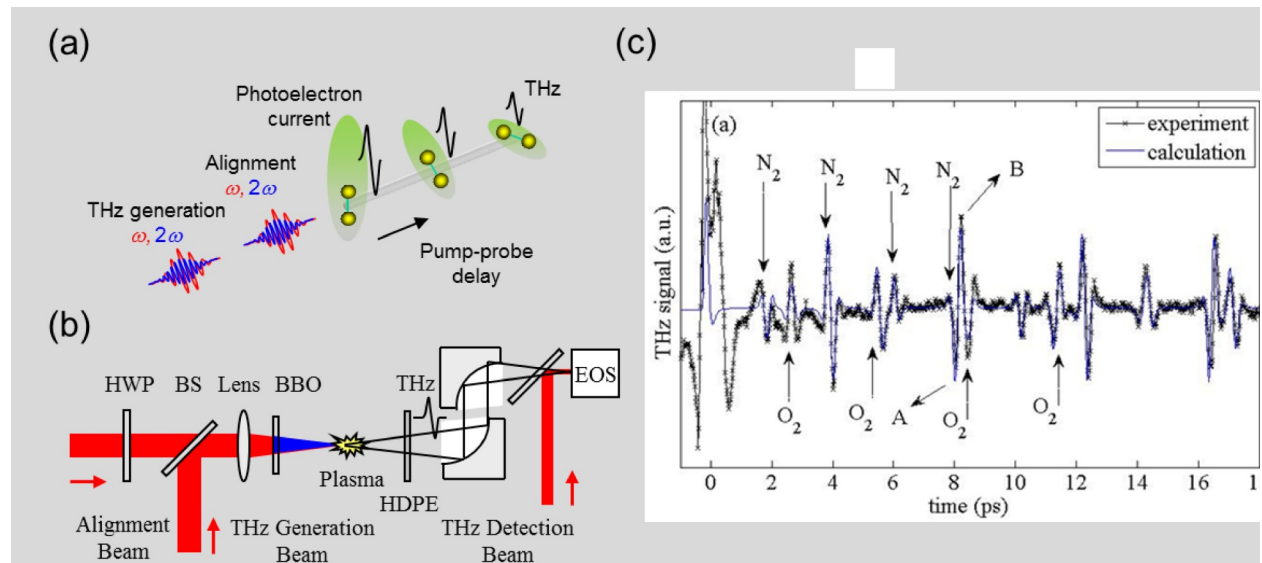 (a)
Photoelectron
current
THz
Alignment
ω, 2ω
THz generation
ω, 2ω
Pump-probe
delay
(b)
HWP
BS
Lens
BBO
THz
EOS
Plasma
HDPE
Alignment
Beam
THz Generation
Beam
THz Detection
Beam
(c)
(a)
experiment
calculation
N2
N2
N2
N2
B
THz signal (a.u.)
O2
O2
A
O2
O2
0 2 4 6 8 10 12 14 16 1
time (ps)